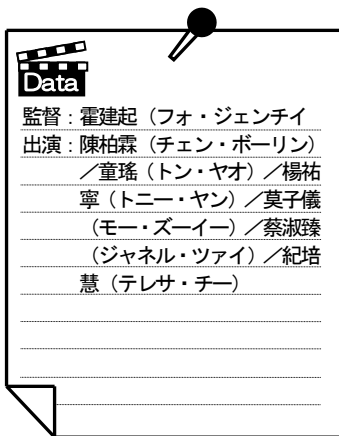 Data
監督：霍建起（フォ・ジェンチイ
出演：陳柏霖（チェン・ボーリン）
／童瑤（トン・ヤオ）／楊祐
寧（トニー・ヤン）／莫子儀
（モー・ズーイー）／蔡淑臻
（ジャネル・ツァイ）／紀培
慧（テレサ・チー）